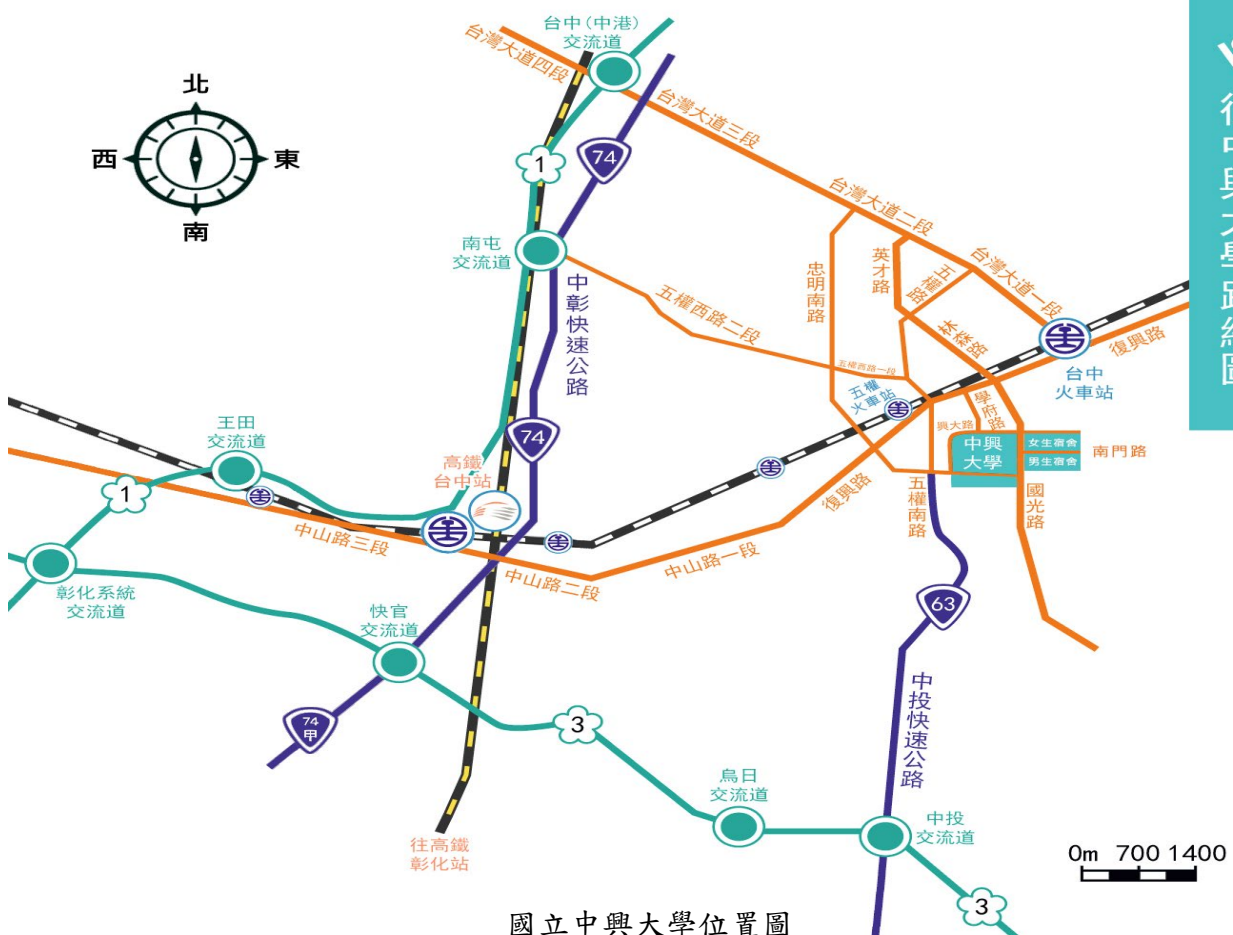 台中(中港)
交流道
台灣大道四段
北
西
東
南
1
74
台灣大道三段
台灣大道二段
台灣大道一段
南屯
交流道
中彰快速公路
五權西路二段
忠明南路
英才路
五權路
林森路
復興路
台中
火車站
五權西路一段
五權
火車站
學府路
興大路
中興
大學
女生宿舍
男生宿舍
南門路
王田
交流道
1
高鐵
台中站
74
中山路三段
中山路二段
中山路一段
復興路
五權南路
國光路
彰化系統
交流道
快官
交流道
63
74
甲
3
中投快速公路
烏日
交流道
中投
交流道
往高鐵
彰化站
0m 700 1400
3
國立中興大學位置圖